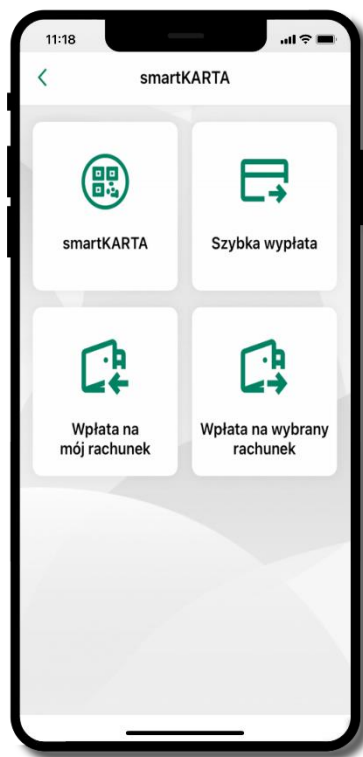 11:18
smartKARTA
smartKARTA
Szybka wypłata
Wpłata na
mój rachunek
Wpłata na wybrany
rachunek